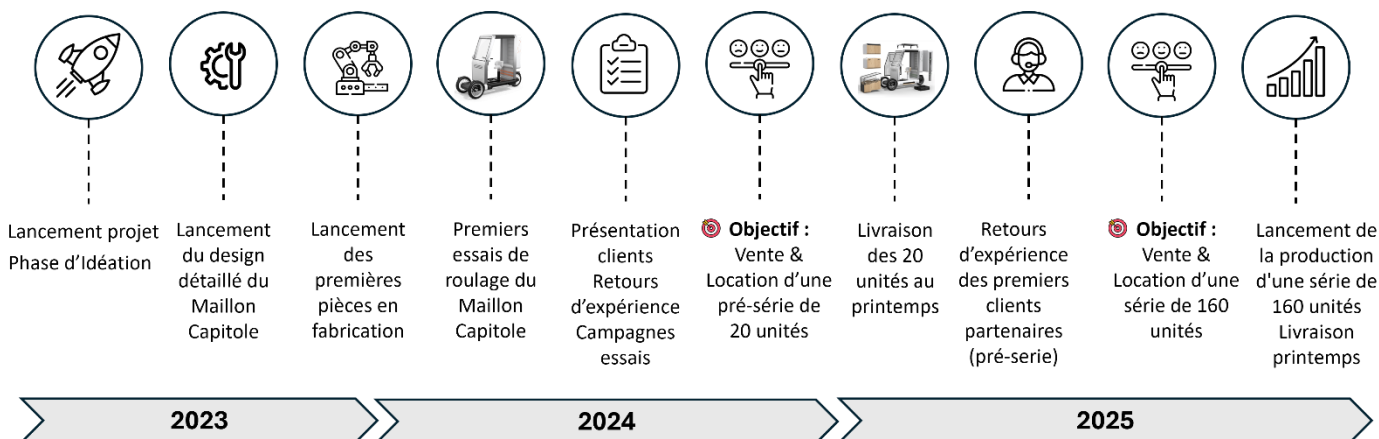 Lancement projet
Phase d'Idéation
Lancement
du design
détaillé du
Maillon
Capitole
Lancement
des
premières
pièces en
fabrication
Premiers
essais de
roulage du
Maillon
Capitole
Présentation
clients
Retours
d'expérience
Campagnes
essais
Objectif :
Vente &
Location d'une
pré-série de
20 unités
Livraison
des 20
unités au
printemps
Retours
d'expérience
des premiers
clients
partenaires
(pré-serie)
Objectif :
Vente &
Location d'une
série de 160
unités
Lancement de
la production
d'une série de
160 unités
Livraison
printemps
2023
2024
2025